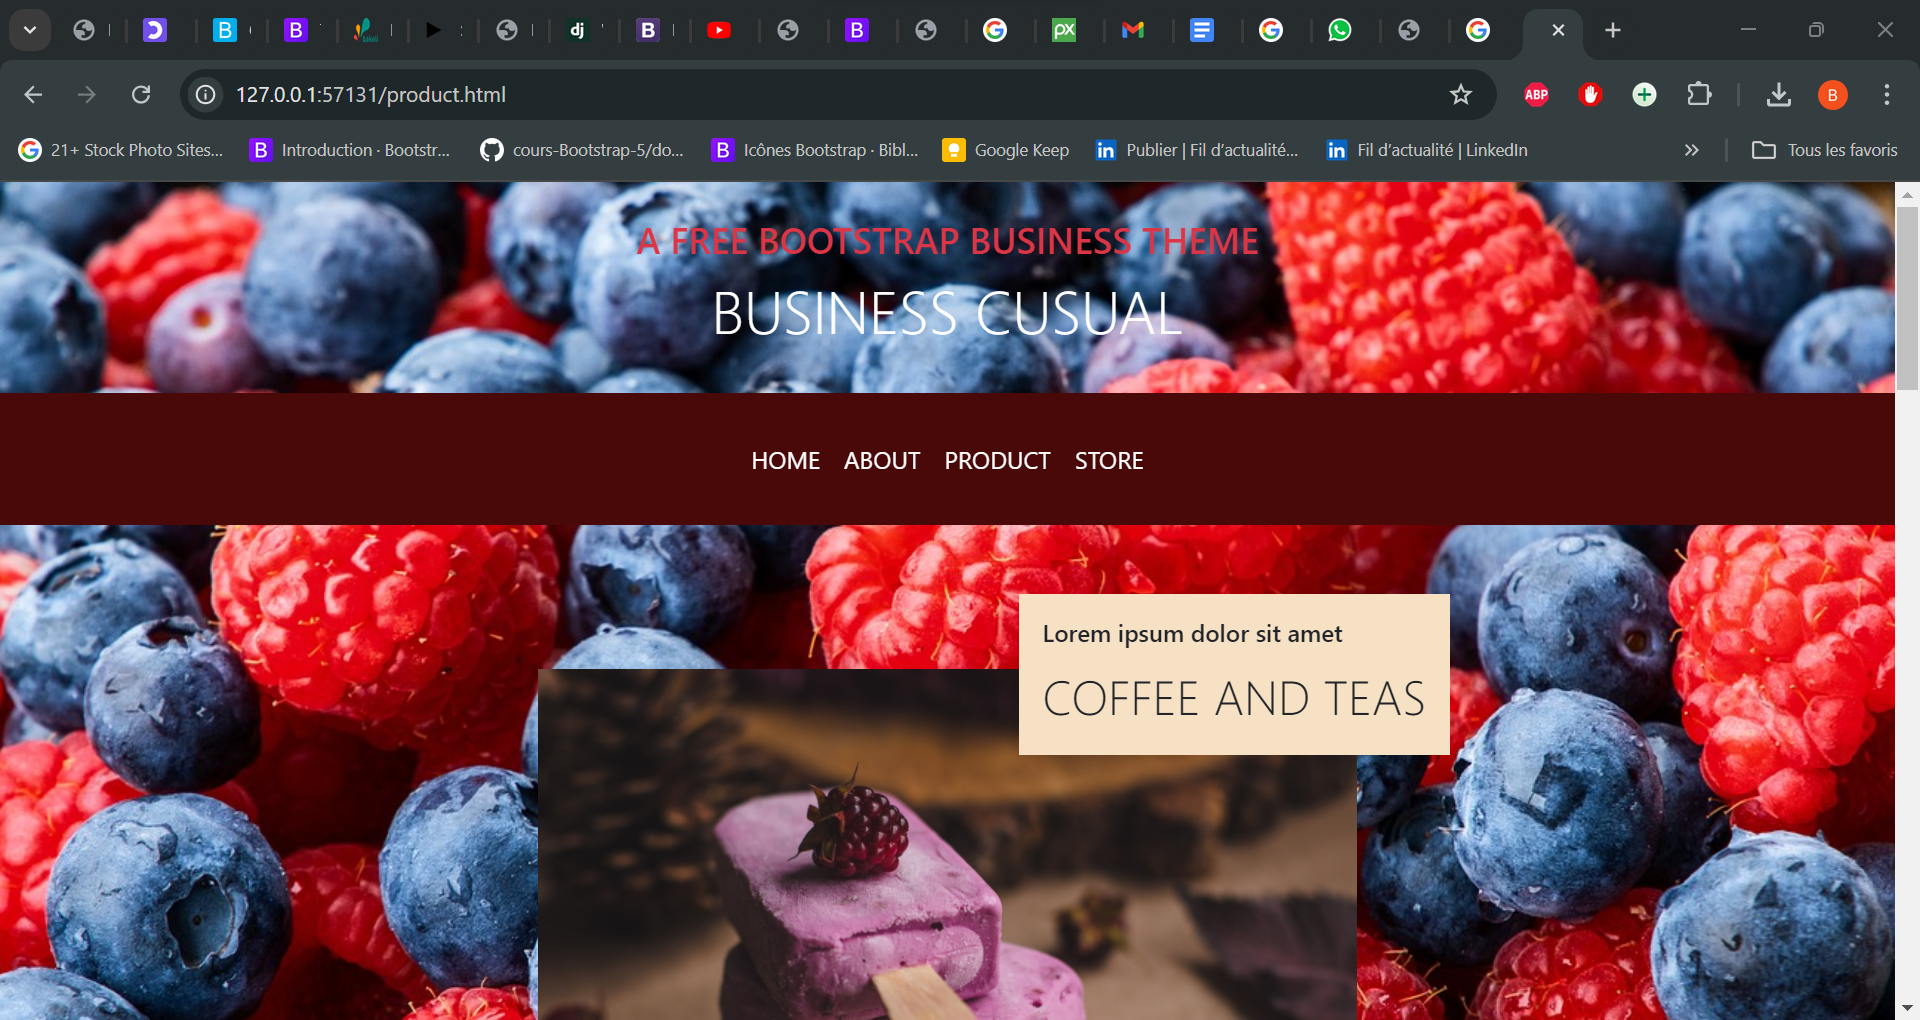 127.0.0.1:57131/product.html
ABP
B
21+ Stock Photo Sites...
Introduction · Bootstr...
cours-Bootstrap-5/do...
Icônes Bootstrap · Bibl...
Google Keep
Publier | Fil d'actualité...
Fil d'actualité | LinkedIn
Tous les favoris
A FREE BOOTSTRAP BUSINESS THEME
BUSINESS CUSUAL
HOME ABOUT PRODUCT STORE
Lorem ipsum dolor sit amet
COFFEE AND TEAS